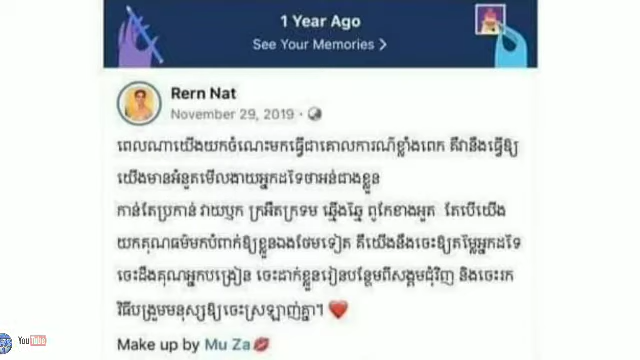 1 Year Ago
See Your Memories >
Rern Nat
November 29, 2019 ·
ពេលណាយើងយកចំណេះមកធ្វើជាគោលការណ៍ខ្លាំងពេក គឺវានឹងធ្វើឱ្យ
យើងមានអំនួតមើលងាយអ្នកដទៃថាអន់ជាងខ្លួន
កាន់តែប្រកាន់ វាយឫក ក្រអឺតក្រទម ឆ្មើងឆ្មៃ ពូកែខាងអួត តែបើយើង
យកគុណធម៌មកបំពាក់ឱ្យខ្លួនឯងថែមទៀត គឺយើងនឹងចេះឱ្យតម្លៃអ្នកដទៃ
ចេះដឹងគុណអ្នកបង្រៀន ចេះដាក់ខ្លួនរៀនបន្ថែមពីសង្គមជុំវិញ និងចេះរក
វិធីបង្រួមមនុស្សឱ្យចេះស្រឡាញ់គ្នា។ ❤️
Make up by Mu Za💋
YouTube